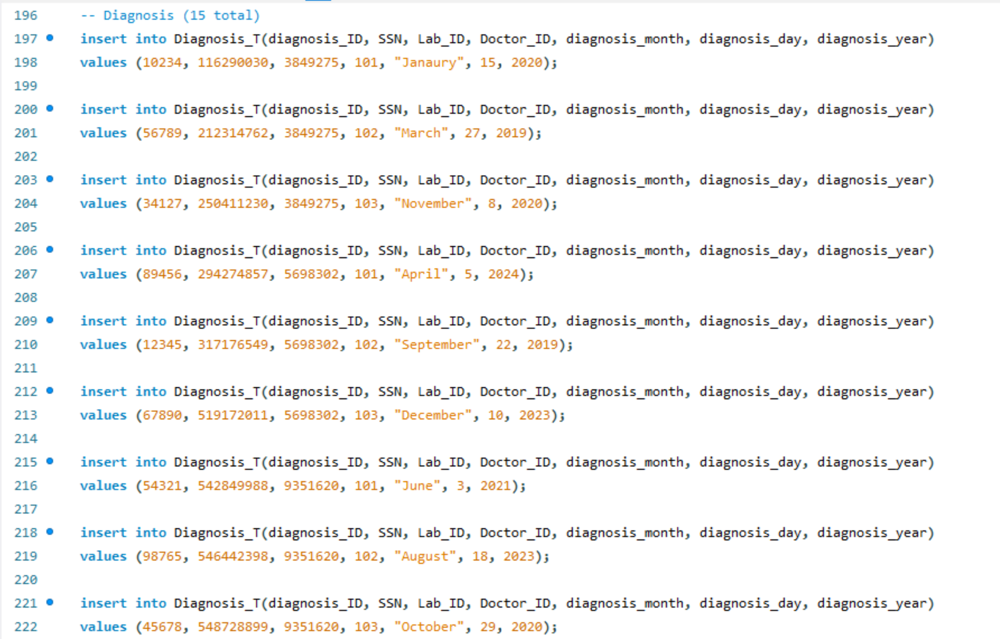 196 -- Diagnosis (15 total)
197 insert into Diagnosis_T(diagnosis_ID, SSN, Lab_ID, Doctor_ID, diagnosis_month, diagnosis_day, diagnosis_year)
198 values (10234, 116290030, 3849275, 101, "Janaury", 15, 2020);
199
200 insert into Diagnosis_T(diagnosis_ID, SSN, Lab_ID, Doctor_ID, diagnosis_month, diagnosis_day, diagnosis_year)
201 values (56789, 212314762, 3849275, 102, "March", 27, 2019);
202
203 insert into Diagnosis_T(diagnosis_ID, SSN, Lab_ID, Doctor_ID, diagnosis_month, diagnosis_day, diagnosis_year)
204 values (34127, 250411230, 3849275, 103, "November", 8, 2020);
205
206 insert into Diagnosis_T(diagnosis_ID, SSN, Lab_ID, Doctor_ID, diagnosis_month, diagnosis_day, diagnosis_year)
207 values (89456, 294274857, 5698302, 101, "April", 5, 2024);
208
209 insert into Diagnosis_T(diagnosis_ID, SSN, Lab_ID, Doctor_ID, diagnosis_month, diagnosis_day, diagnosis_year)
210 values (12345, 317176549, 5698302, 102, "September", 22, 2019);
211
212 insert into Diagnosis_T(diagnosis_ID, SSN, Lab_ID, Doctor_ID, diagnosis_month, diagnosis_day, diagnosis_year)
213 values (67890, 519172011, 5698302, 103, "December", 10, 2023);
214
215 insert into Diagnosis_T(diagnosis_ID, SSN, Lab_ID, Doctor_ID, diagnosis_month, diagnosis_day, diagnosis_year)
216 values (54321, 542849988, 9351620, 101, "June", 3, 2021);
217
218 insert into Diagnosis_T(diagnosis_ID, SSN, Lab_ID, Doctor_ID, diagnosis_month, diagnosis_day, diagnosis_year)
219 values (98765, 546442398, 9351620, 102, "August", 18, 2023);
220
221 insert into Diagnosis_T(diagnosis_ID, SSN, Lab_ID, Doctor_ID, diagnosis_month, diagnosis_day, diagnosis_year)
222 values (45678, 548728899, 9351620, 103, "October", 29, 2020);